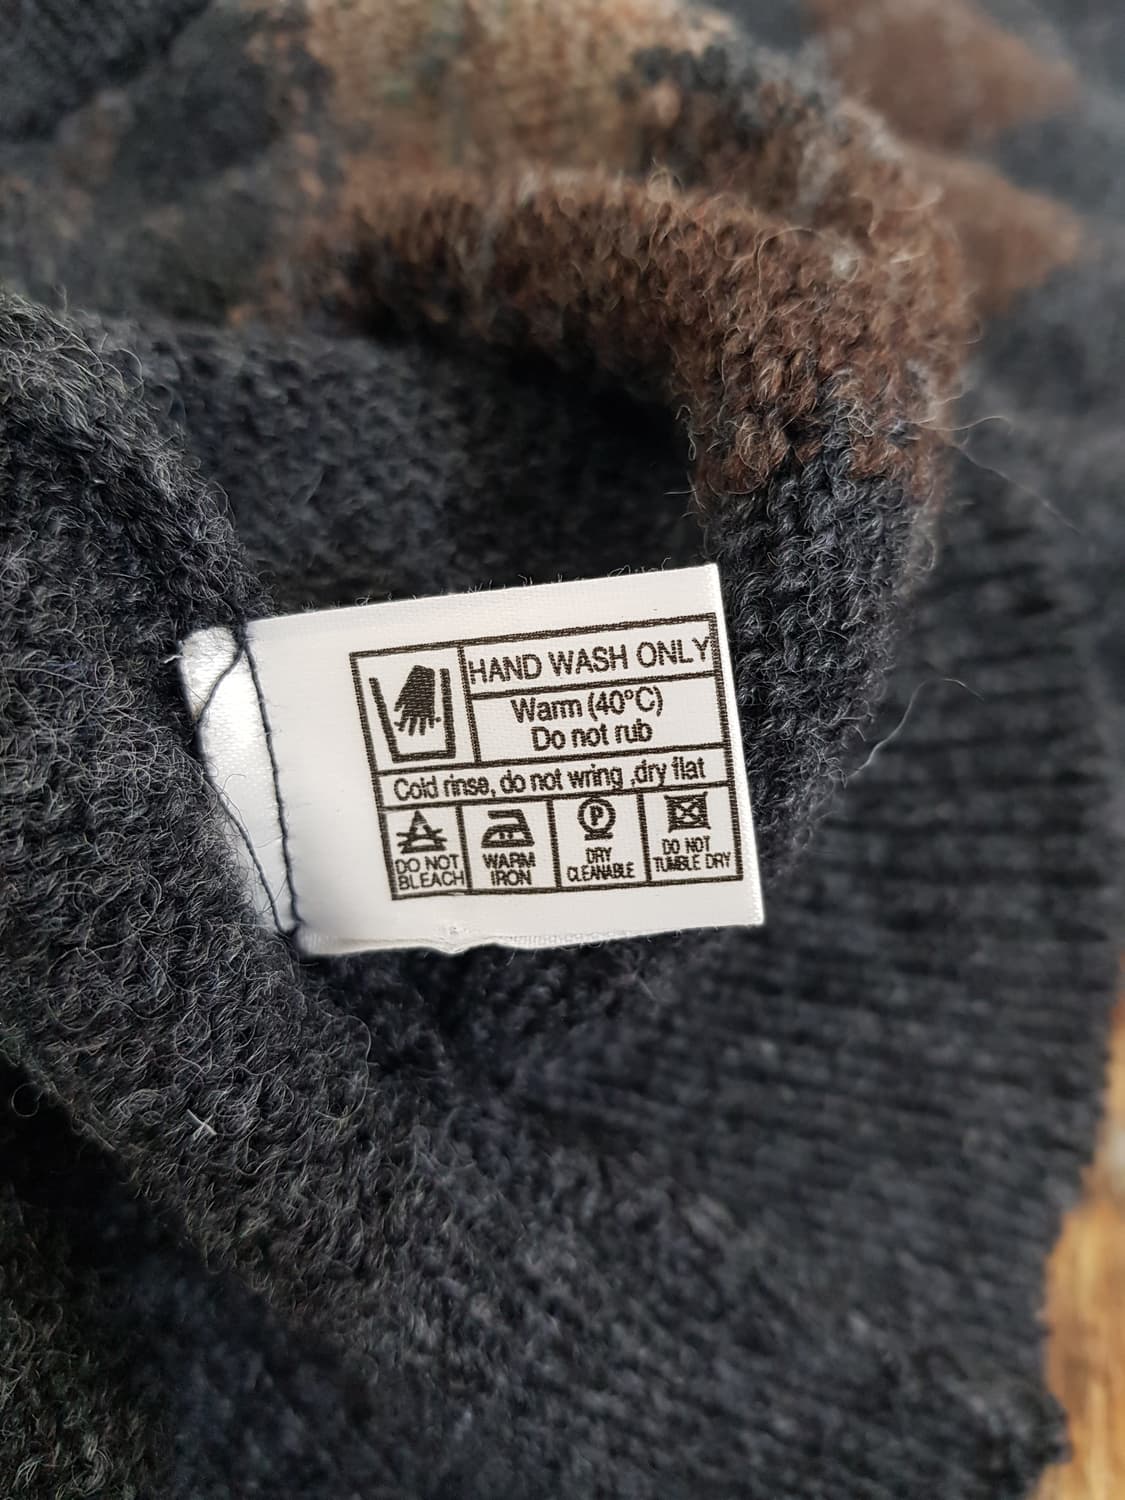 HAND WASH ONLY
Warm (40°C)
Do not rub
Cold rinse, do not wring ,dry flat
DO NOT
BLEACH
WARM
IRON
P
DRY
CLEANABLE
DO NOT
TUMBLE DRY